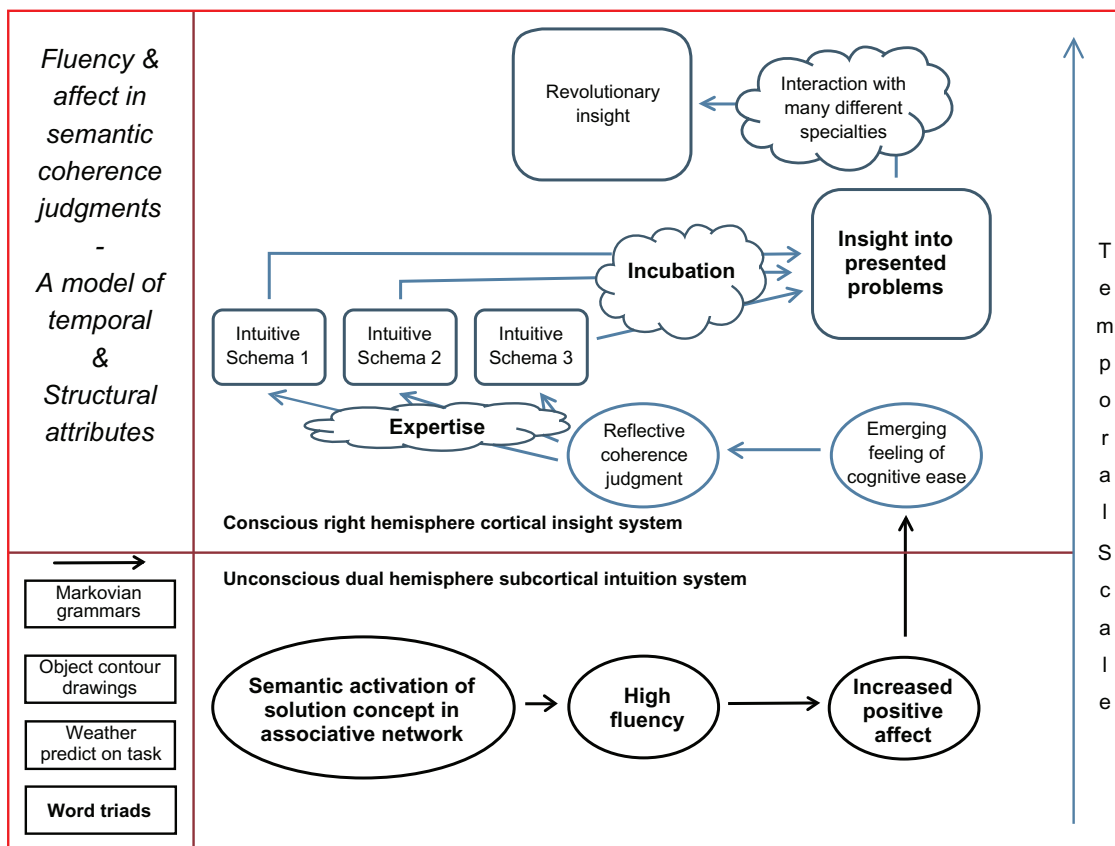 Fluency &
affect in
semantic
coherence
judgments
-
A model of
temporal
&
Structural
attributes
Revolutionary
insight
Interaction with
many different
specialties
Incubation
Insight into
presented
problems
Intuitive
Schema 1
Intuitive
Schema 2
Intuitive
Schema 3
Expertise
Reflective
coherence
judgment
Emerging
feeling of
cognitive ease
Conscious right hemisphere cortical insight system
Unconscious dual hemisphere subcortical intuition system
Markovian
grammars
Object contour
drawings
Weather
predict on task
Word triads
Semantic activation of
solution concept in
associative network
High
fluency
Increased
positive
affect
Temporal Scale